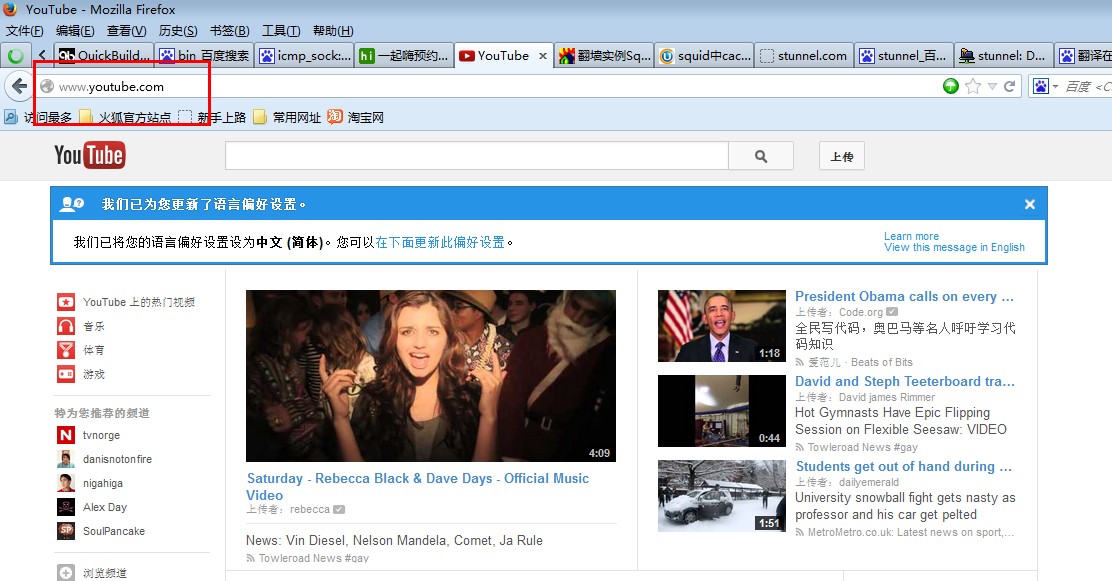 YouTube - Mozilla Firefox
文件(F) 编辑(E) 查看(V) 历史(S) 书签(B) 工具(T) 帮助(H)
QuickBuild... bin_百度搜索 icmp_sock:... 一起嗨预约... YouTube 翻墙实例Sq... squid中cac... stunnel.com stunnel_百... stunnel: D... 翻译在
www.youtube.com 百度 <C
访问最多 火狐官方站点 新手上路 常用网址 淘宝网
YouTube 上传
我们已为您更新了语言偏好设置。
我们已将您的语言偏好设置设为中文 (简体)。您可以在下面更新此偏好设置。
Learn more
View this message in English
YouTube 上的热门视频
音乐
体育
游戏
特为您推荐的频道
tvnorge
danisnotonfire
nigahiga
Alex Day
SoulPancake
浏览频道
4:09
Saturday - Rebecca Black & Dave Days - Official Music
Video
上传者: rebecca
News: Vin Diesel, Nelson Mandela, Comet, Ja Rule
Towleroad News #gay
1:18
President Obama calls on every ...
上传者: Code.org
全民写代码，奥巴马等名人呼吁学习代
码知识
爱范儿 · Beats of Bits
0:44
David and Steph Teeterboard tra...
上传者: David james Rimmer
Hot Gymnasts Have Epic Flipping
Session on Flexible Seesaw: VIDEO
Towleroad News #gay
1:51
Students get out of hand during ...
上传者: dailyemerald
University snowball fight gets nasty as
professor and his car get pelted
MetroMetro.co.uk: Latest news on sport,...